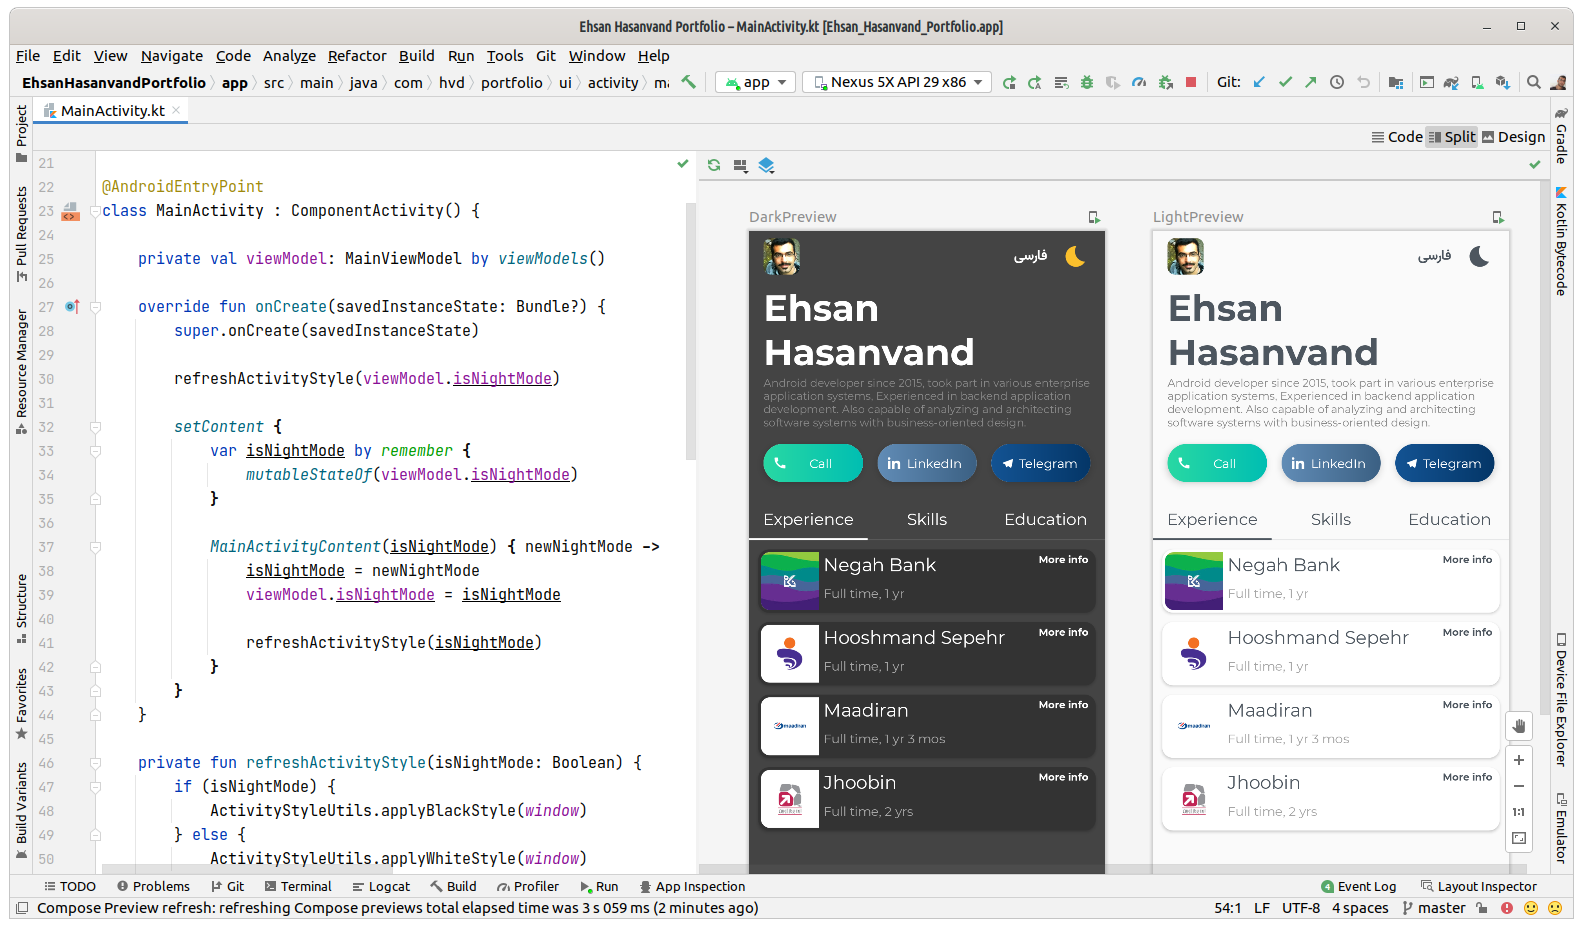 Ehsan Hasanvand Portfolio – MainActivity.kt [Ehsan_Hasanvand_Portfolio.app]
File Edit View Navigate Code Analyze Refactor Build Run Tools Git Window Help
EhsanHasanvandPortfolio app src main java com hvd portfolio ui activity app Nexus 5X API 29 x86 Git:
MainActivity.kt
Code Split Design
Project
Pull Requests
Resource Manager
Structure
Favorites
Build Variants
21
22 @AndroidEntryPoint
23 class MainActivity : ComponentActivity() {
24
25 private val viewModel: MainViewModel by viewModels()
26
27 override fun onCreate(savedInstanceState: Bundle?) {
28 super.onCreate(savedInstanceState)
29
30 refreshActivityStyle(viewModel.isNightMode)
31
32 setContent {
33 var isNightMode by remember {
34 mutableStateOf(viewModel.isNightMode)
35 }
36
37 MainActivityContent(isNightMode) { newNightMode ->
38 isNightMode = newNightMode
39 viewModel.isNightMode = isNightMode
40
41 refreshActivityStyle(isNightMode)
42 }
43 }
44 }
45
46 private fun refreshActivityStyle(isNightMode: Boolean) {
47 if (isNightMode) {
48 ActivityStyleUtils.applyBlackStyle(window)
49 } else {
50 ActivityStyleUtils.applyWhiteStyle(window)
DarkPreview
فارسی
Ehsan
Hasanvand
Android developer since 2015, took part in various enterprise
application systems, Experienced in backend application
development. Also capable of analyzing and architecting
software systems with business-oriented design.
Call LinkedIn Telegram
Experience Skills Education
Negah Bank More info
Full time, 1 yr
Hooshmand Sepehr More info
Full time, 1 yr
maadiran
Maadiran More info
Full time, 1 yr 3 mos
Jhoobin More info
Full time, 2 yrs
LightPreview
فارسی
Ehsan
Hasanvand
Android developer since 2015, took part in various enterprise
application systems, Experienced in backend application
development. Also capable of analyzing and architecting
software systems with business-oriented design.
Call LinkedIn Telegram
Experience Skills Education
Negah Bank More info
Full time, 1 yr
Hooshmand Sepehr More info
Full time, 1 yr
maadiran
Maadiran More info
Full time, 1 yr 3 mos
Jhoobin More info
Full time, 2 yrs
1:1
Gradle
Kotlin Bytecode
Device File Explorer
Emulator
TODO Problems Git Terminal Logcat Build Profiler Run App Inspection 4 Event Log Layout Inspector
Compose Preview refresh: refreshing Compose previews total elapsed time was 3 s 059 ms (2 minutes ago) 54:1 LF UTF-8 4 spaces master